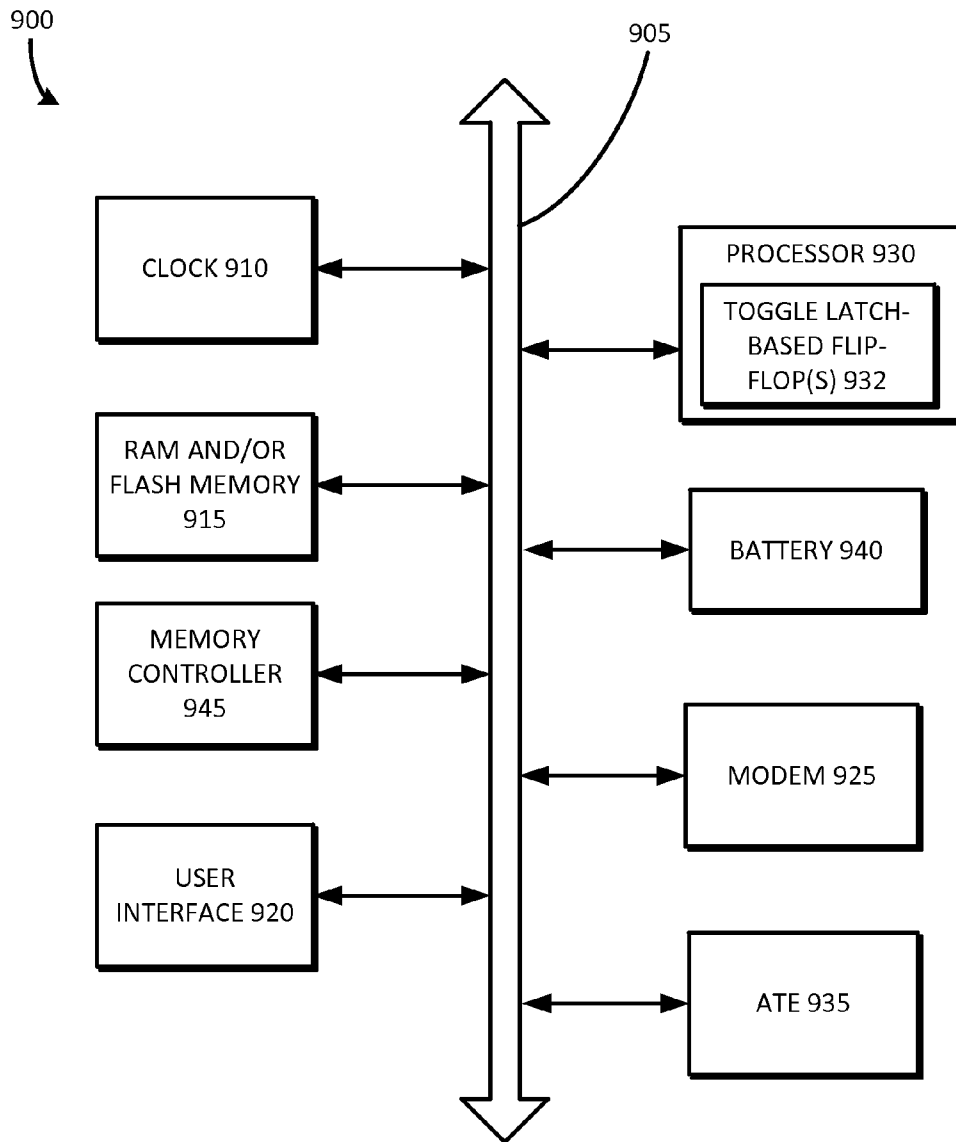 900
905
CLOCK 910
PROCESSOR 930
TOGGLE LATCH-
BASED FLIP-
FLOP(S) 932
RAM AND/OR
FLASH MEMORY
915
BATTERY 940
MEMORY
CONTROLLER
945
MODEM 925
USER
INTERFACE 920
ATE 935